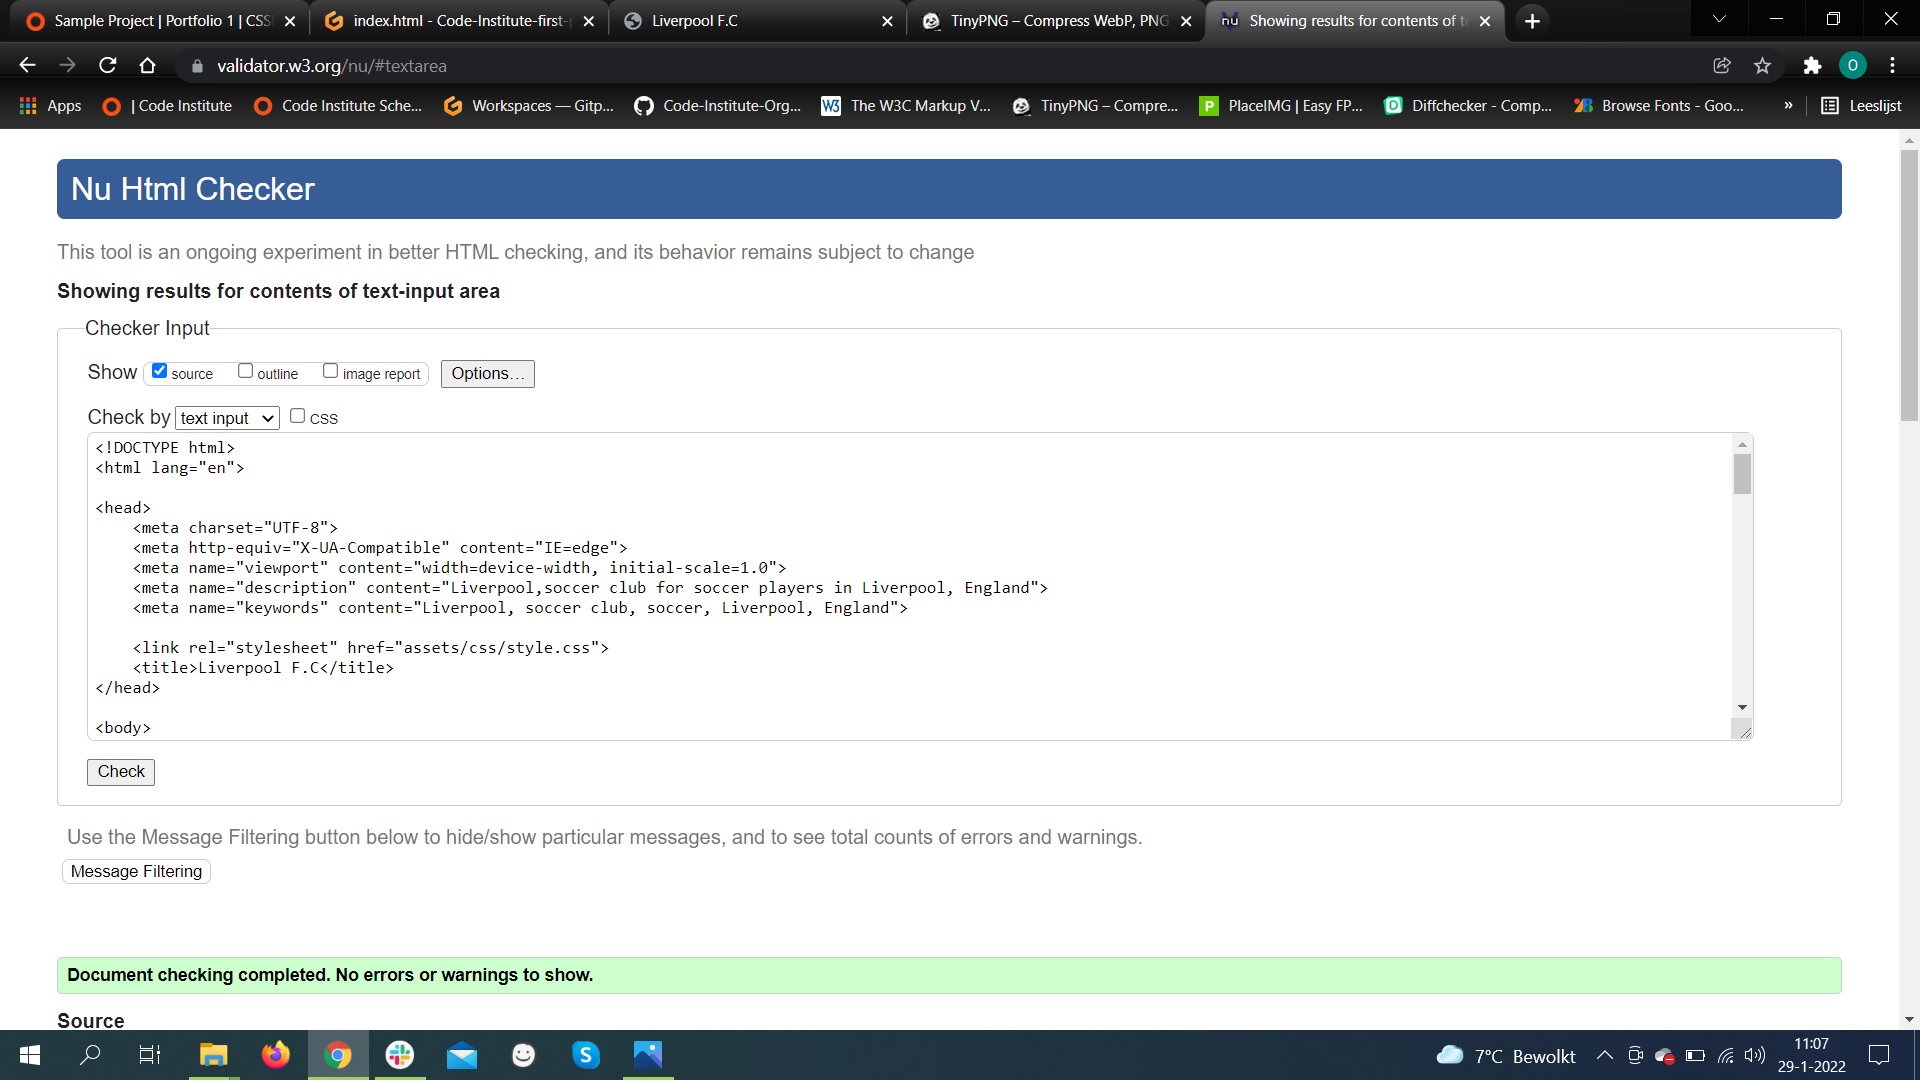 Sample Project | Portfolio 1 | CSS
index.html - Code-Institute-first-
Liverpool F.C
TinyPNG – Compress WebP, PNG
nu Showing results for contents of te
validator.w3.org/nu/#textarea
O
Apps
| Code Institute
Code Institute Sche...
Workspaces — Gitp...
Code-Institute-Org...
W3 The W3C Markup V...
TinyPNG – Compre...
P PlaceIMG | Easy FP...
D Diffchecker - Comp...
Browse Fonts - Goo...
»
Leeslijst
Nu Html Checker
This tool is an ongoing experiment in better HTML checking, and its behavior remains subject to change
Showing results for contents of text-input area
Checker Input
Show source outline image report Options...
Check by text input CSS
<!DOCTYPE html>
<html lang="en">
<head>
<meta charset="UTF-8">
<meta http-equiv="X-UA-Compatible" content="IE=edge">
<meta name="viewport" content="width=device-width, initial-scale=1.0">
<meta name="description" content="Liverpool,soccer club for soccer players in Liverpool, England">
<meta name="keywords" content="Liverpool, soccer club, soccer, Liverpool, England">
<link rel="stylesheet" href="assets/css/style.css">
<title>Liverpool F.C</title>
</head>
<body>
Check
Use the Message Filtering button below to hide/show particular messages, and to see total counts of errors and warnings.
Message Filtering
Document checking completed. No errors or warnings to show.
Source
S
7°C Bewolkt
11:07
29-1-2022